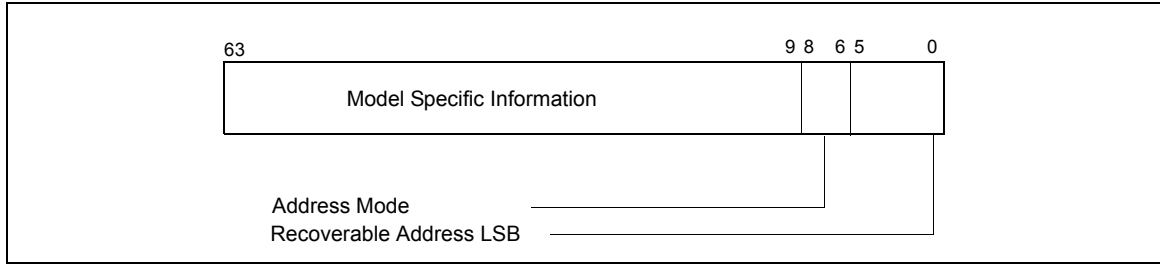 63 9 8 6 5 0
Model Specific Information
Address Mode
Recoverable Address LSB